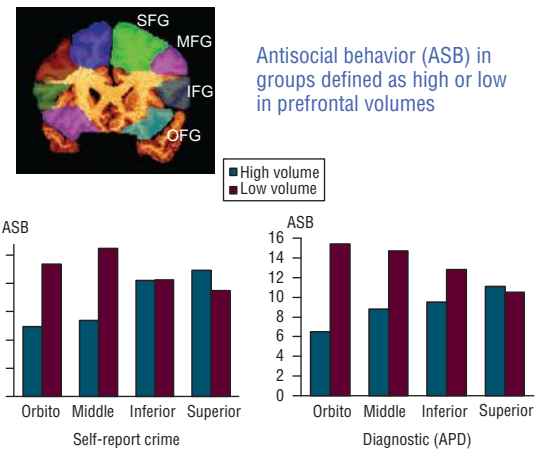 SFG
MFG
IFG
OFG
Antisocial behavior (ASB) in
groups defined as high or low
in prefrontal volumes
High volume
Low volume
ASB
Orbito Middle Inferior Superior
Self-report crime
ASB
16
14
12
10
8
6
4
2
0
Orbito Middle Inferior Superior
Diagnostic (APD)